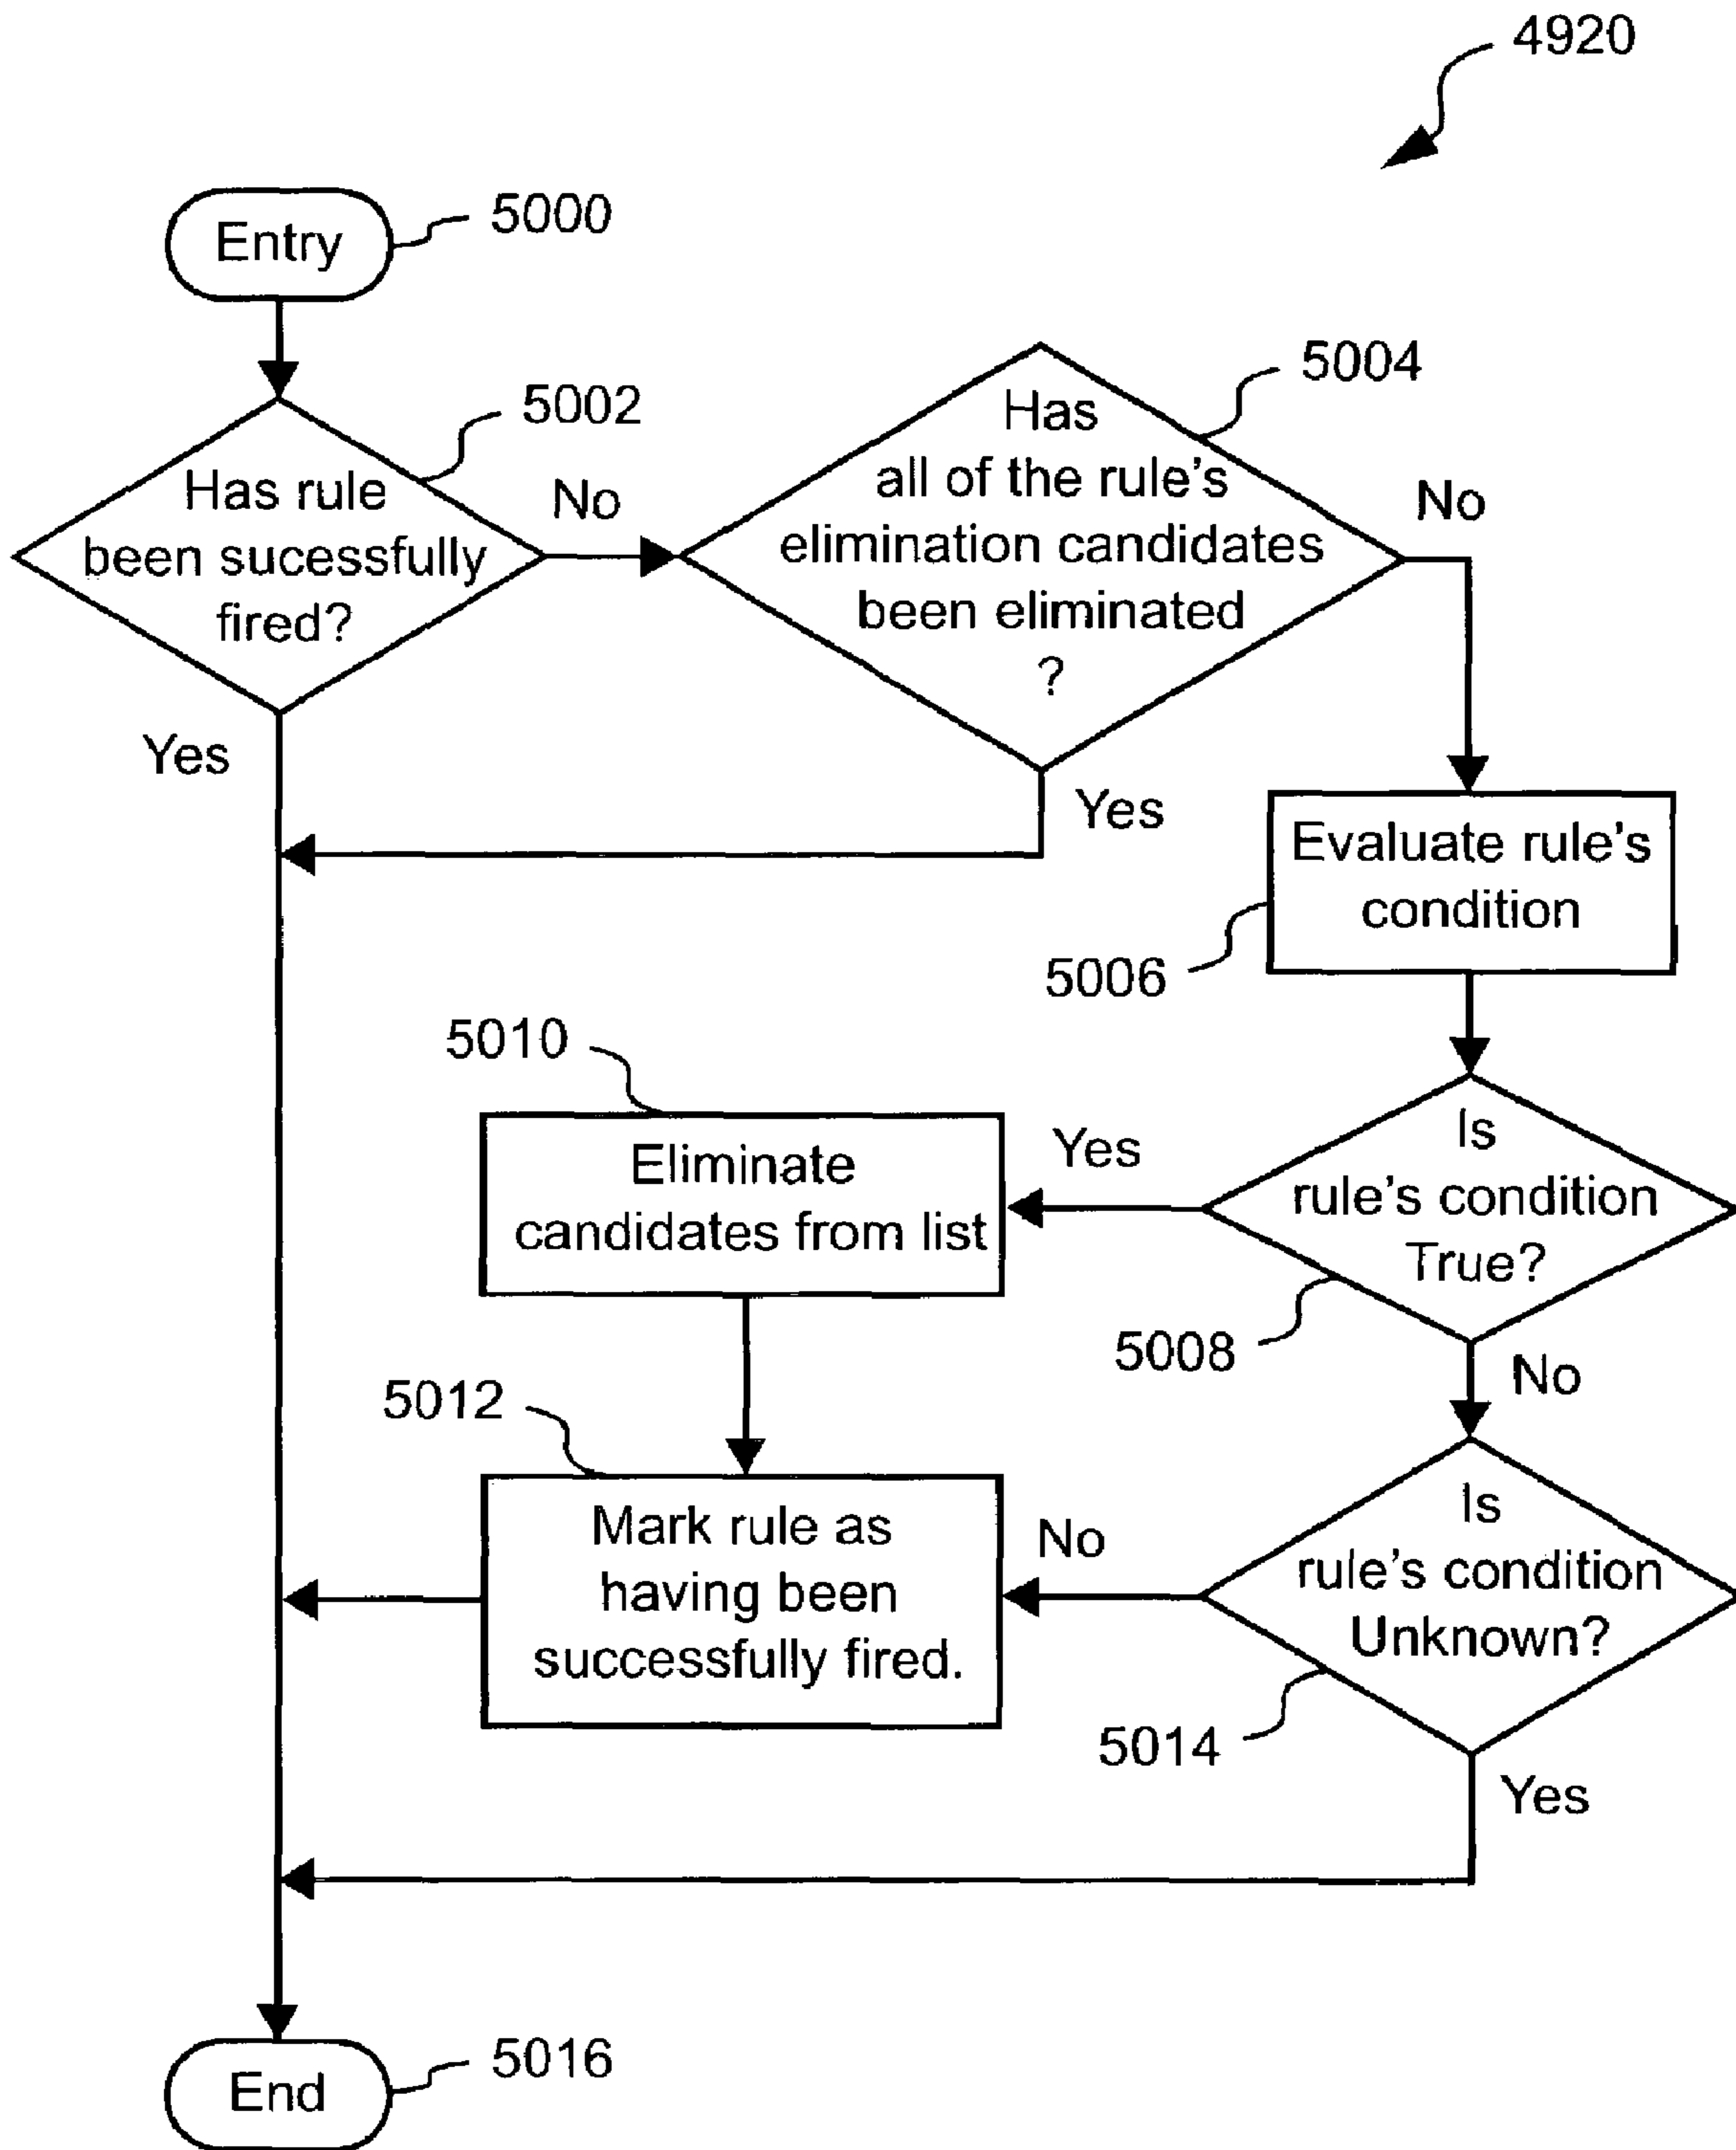 4920
Entry
5000
5002
Has rule
been sucessfully
fired?
No
Yes
5004
Has
all of the rule's
elimination candidates
been eliminated
?
No
Yes
Evaluate rule's
condition
5006
5010
Eliminate
candidates from list
Yes
Is
rule's condition
True?
5008
No
5012
Mark rule as
having been
successfully fired.
No
Is
rule's condition
Unknown?
5014
Yes
End
5016